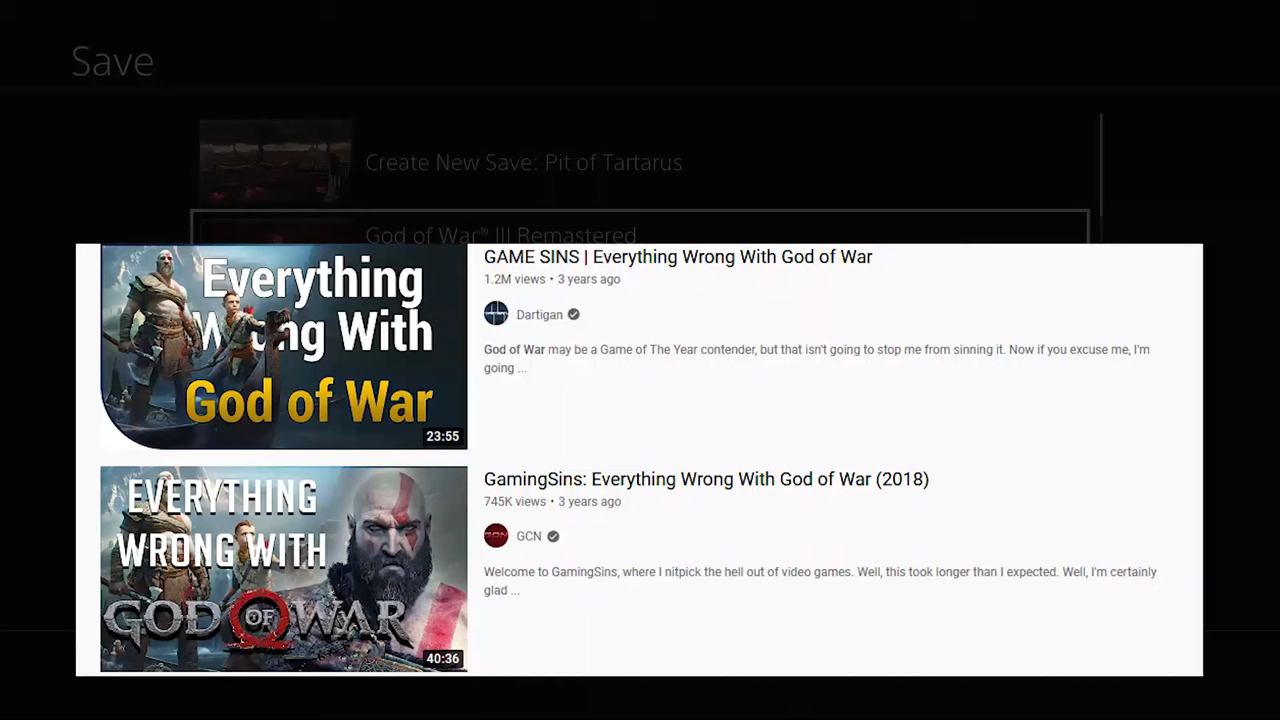 Save
Create New Save: Pit of Tartarus
God of War® III Remastered
Everything
Wrong With
God of War
23:55
GAME SINS | Everything Wrong With God of War
1.2M views • 3 years ago
Dartigan
God of War may be a Game of The Year contender, but that isn't going to stop me from sinning it. Now if you excuse me, I'm
going ...
EVERYTHING
WRONG WITH
GOD OF WAR
40:36
GamingSins: Everything Wrong With God of War (2018)
745K views • 3 years ago
GCN
Welcome to GamingSins, where I nitpick the hell out of video games. Well, this took longer than I expected. Well, I'm certainly
glad ...